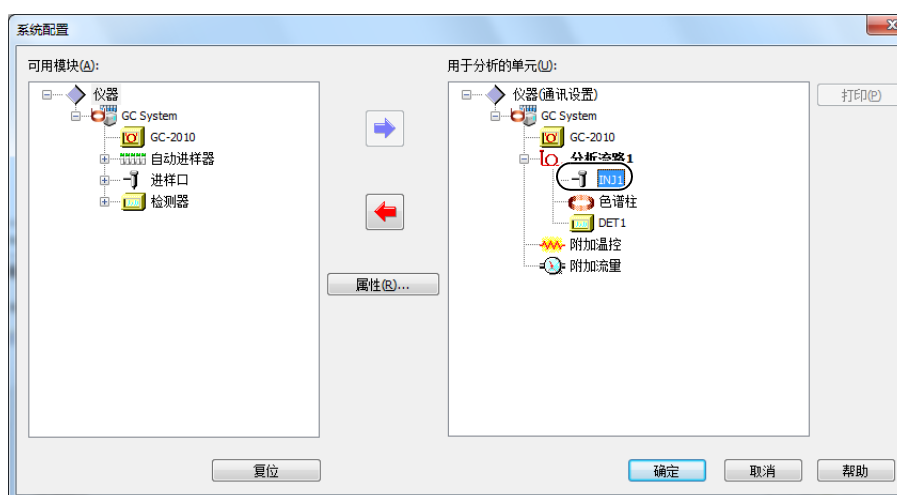 系统配置
可用模块(A):
仪器
GC System
GC-2010
自动进样器
进样口
检测器
属性(R)...
复位
用于分析的单元(U):
仪器(通讯设置)
GC System
GC-2010
分析流路1
INJ1
色谱柱
DET1
附加温控
附加流里
打印(P)
确定
取消
帮助